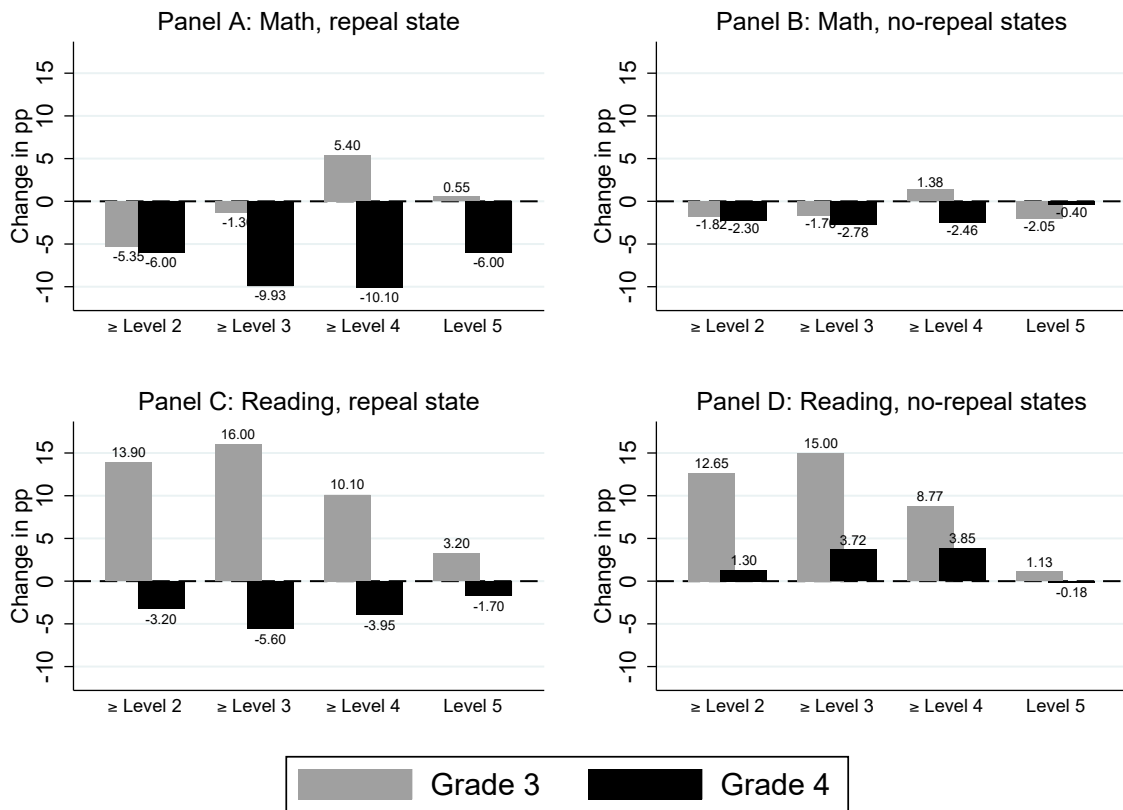 Panel A: Math, repeal state
Change in pp
15
10
5
0
-5
-10
-5.35
-6.00
-9.93
5.40
-10.10
0.55
-6.00
≥ Level 2
≥ Level 3
≥ Level 4
Level 5
Panel B: Math, no-repeal states
Change in pp
15
10
5
0
-5
-10
-1.82
-2.30
-2.78
1.38
-2.46
-2.05
-0.40
≥ Level 2
≥ Level 3
≥ Level 4
Level 5
Panel C: Reading, repeal state
Change in pp
15
10
5
0
-5
-10
13.90
-3.20
16.00
-5.60
10.10
-3.95
3.20
-1.70
≥ Level 2
≥ Level 3
≥ Level 4
Level 5
Panel D: Reading, no-repeal states
Change in pp
15
10
5
0
-5
-10
12.65
1.30
15.00
3.72
8.77
3.85
1.13
-0.18
≥ Level 2
≥ Level 3
≥ Level 4
Level 5
Grade 3
Grade 4